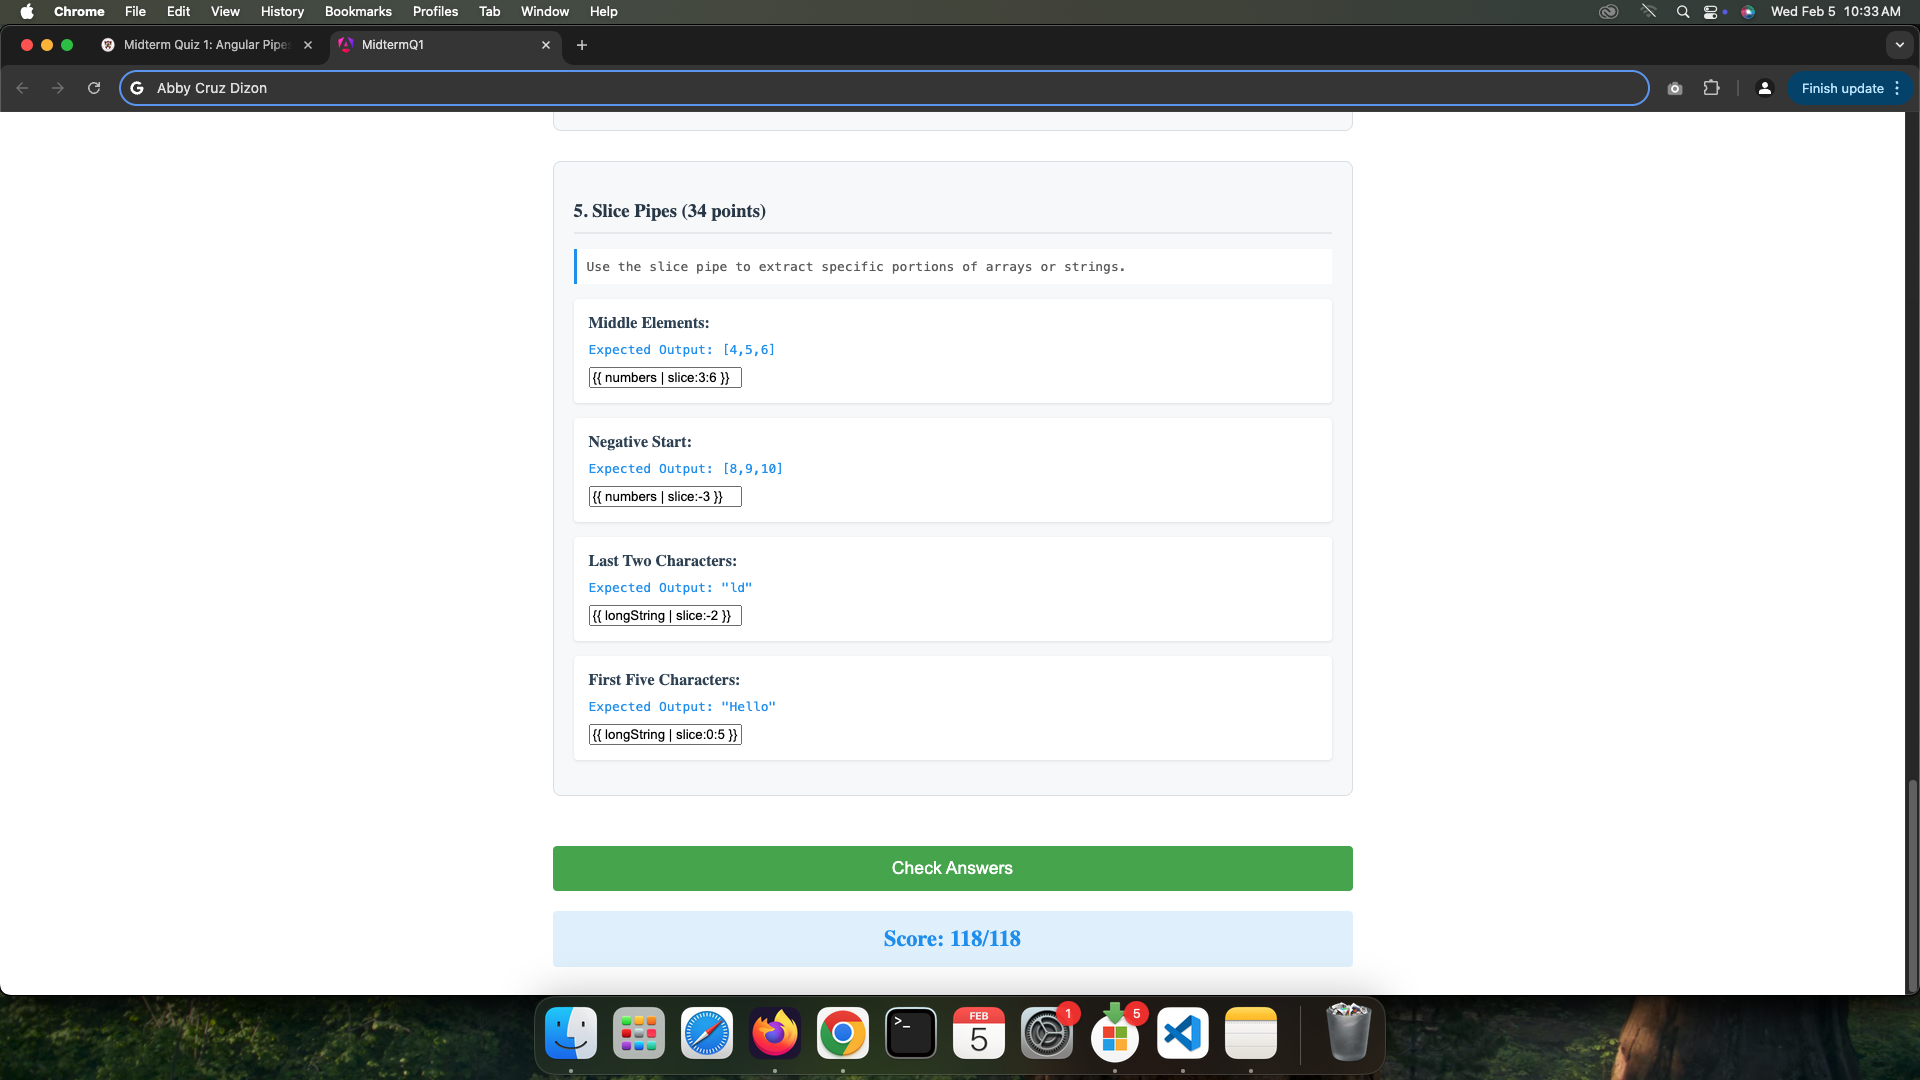 Chrome File Edit View History Bookmarks Profiles Tab Window Help Wed Feb 5 10:33 AM
Midterm Quiz 1: Angular Pipe MidtermQ1
Abby Cruz Dizon Finish update
5. Slice Pipes (34 points)
Use the slice pipe to extract specific portions of arrays or strings.
Middle Elements:
Expected Output: [4,5,6]
{{ numbers | slice:3:6 }}
Negative Start:
Expected Output: [8,9,10]
{{ numbers | slice:-3 }}
Last Two Characters:
Expected Output: "ld"
{{ longString | slice:-2 }}
First Five Characters:
Expected Output: "Hello"
{{ longString | slice:0:5 }}
Check Answers
Score: 118/118
FEB
5
1
5